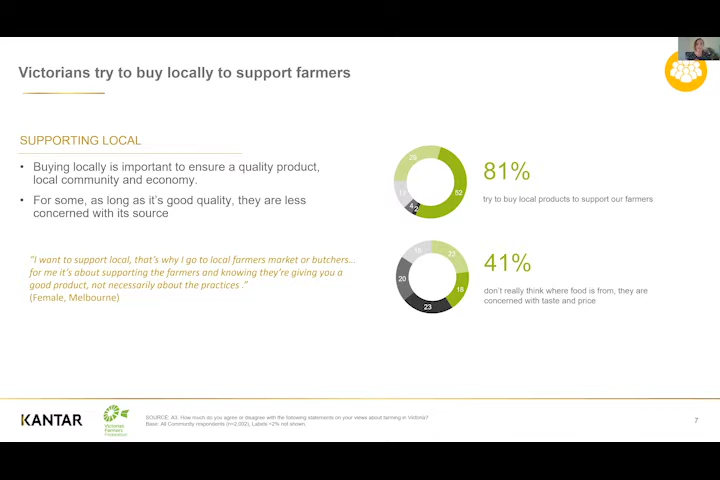 Victorians try to buy locally to support farmers
SUPPORTING LOCAL
• Buying locally is important to ensure a quality product,
local community and economy.
• For some, as long as it's good quality, they are less
concerned with its source
"I want to support local, that's why I go to local farmers market or butchers…
for me it's about supporting the farmers and knowing they're giving you a
good product, not necessarily about the practices ."
(Female, Melbourne)
52
4
2
81%
try to buy local products to support our farmers
23
20
18
41%
don't really think where food is from, they are
concerned with taste and price
KANTAR
Victorian
Farmers
Federation
SOURCE: A3. How much do you agree or disagree with the following statements on your views about farming in Victoria?
Base: All Community respondents (n=2,002), Labels <2% not shown.
7